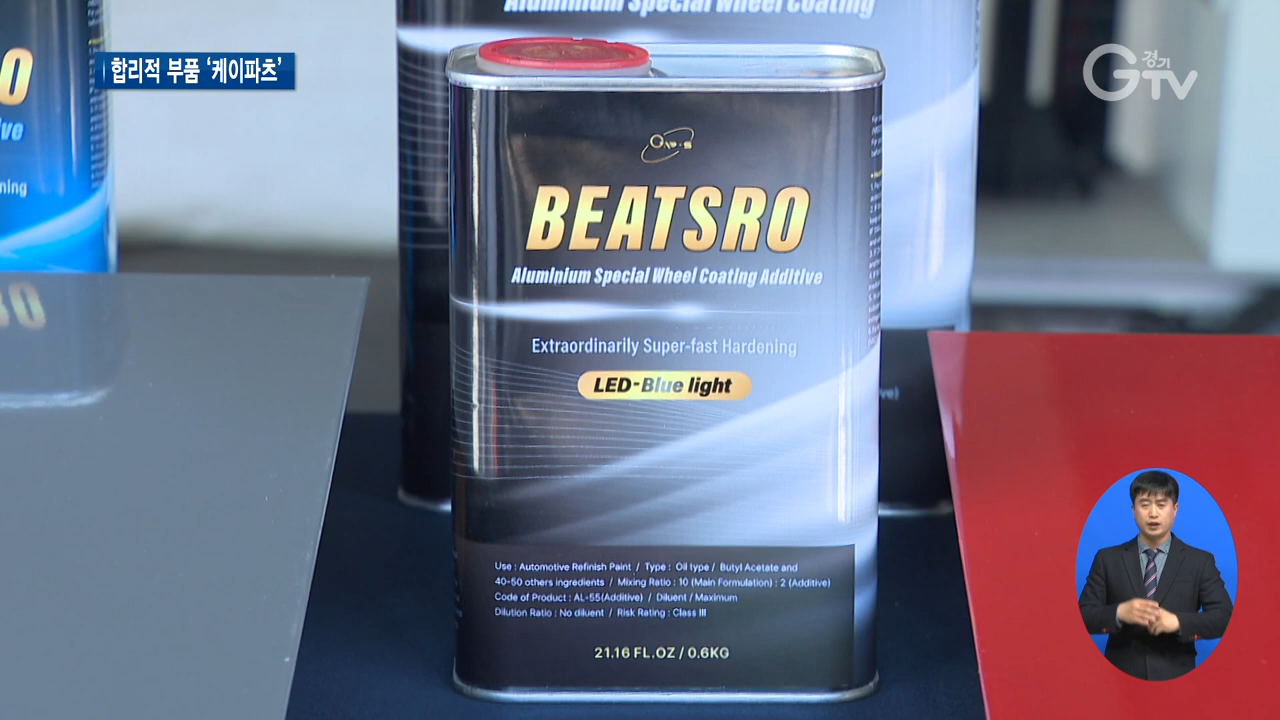 Aluminium Special Wheel Coating
합리적 부품 ‘케이파츠’
경기
GTV
ive
ning
BEATSRO
Aluminium Special Wheel Coating Additive
Extraordinarily Super-fast Hardening
LED-Blue light
Use : Automotive Refinish Paint / Type : Oil type / Butyl Acetate and
40-50 others ingredients / Mixing Ratio : 10 (Main Formulation) : 2 (Additive)
Code of Product : AL-55(Additive) / Diluent / Maximum
Dilution Ratio : No diluent / Risk Rating : Class III
21.16 FL.OZ / 0.6KG